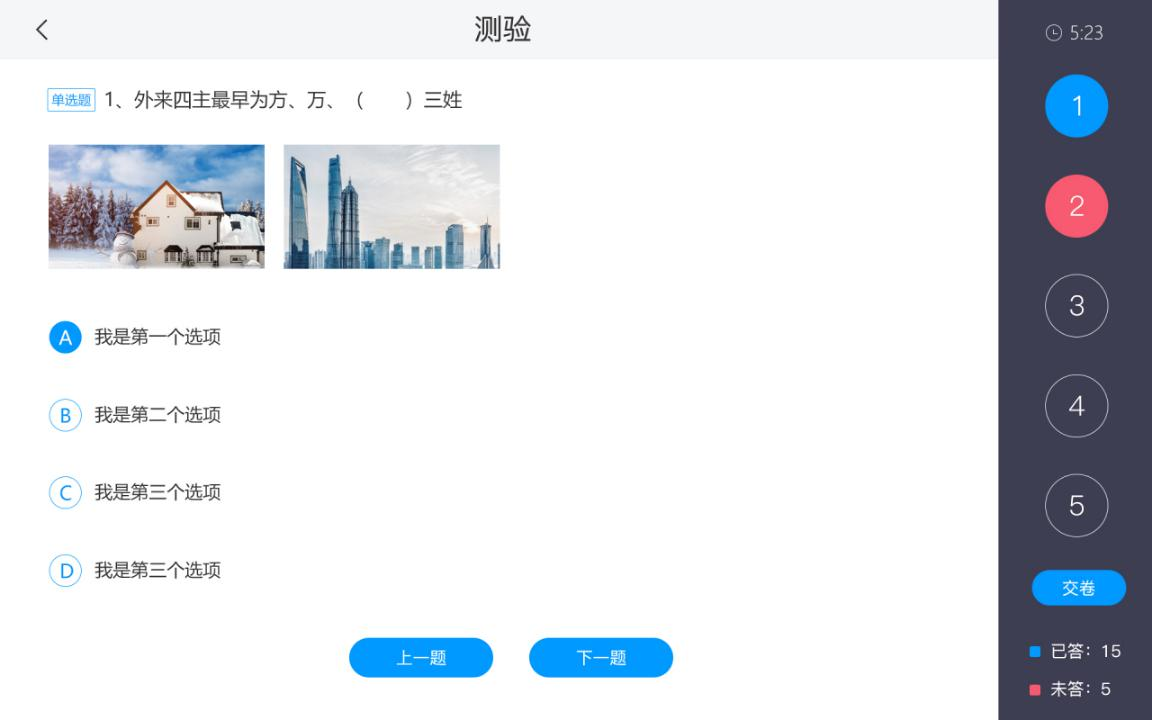 测验
单选题 1、外来四主最早为方、万、（ ）三姓
A 我是第一个选项
B 我是第二个选项
C 我是第三个选项
D 我是第三个选项
上一题 下一题
5:23
1
2
3
4
5
交卷
已答：15
未答：5